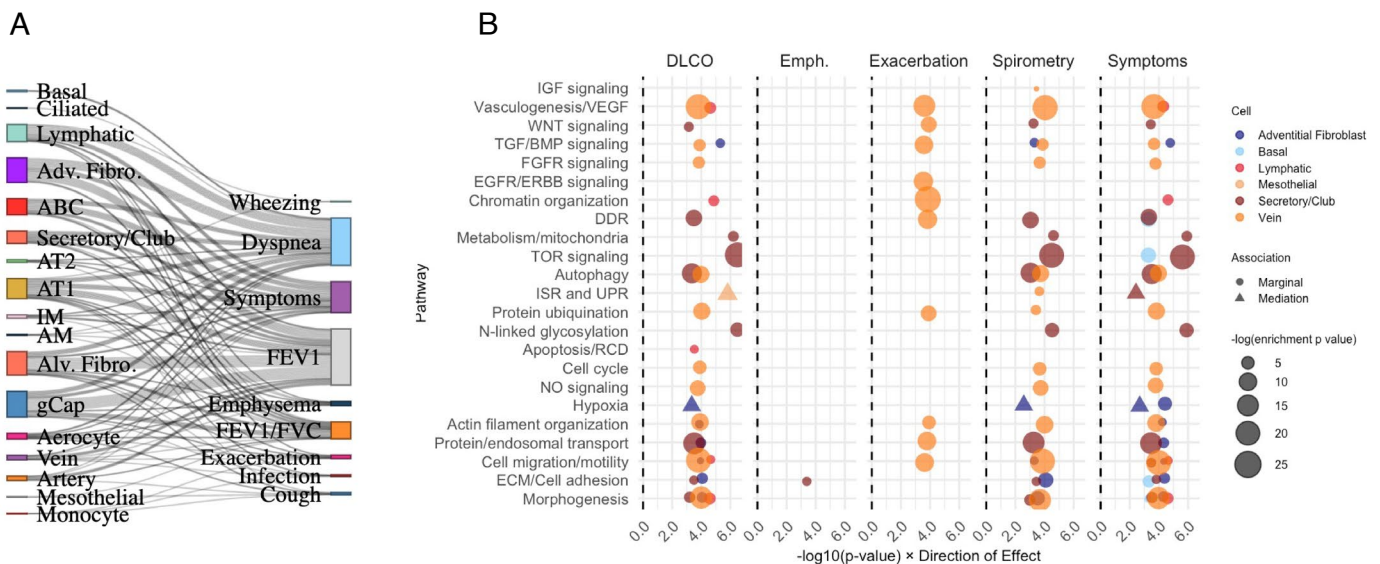 A
Basal
Ciliated
Lymphatic
Adv. Fibro.
ABC
Secretory/Club
AT2
AT1
IM
AM
Alv. Fibro.
gCap
Aerocyte
Vein
Artery
Mesothelial
Monocyte
Wheezing
Dyspnea
Symptoms
FEV1
Emphysema
FEV1/FVC
Exacerbation
Infection
Cough
B
DLCO Emph. Exacerbation Spirometry Symptoms
Pathway
IGF signaling
Vasculogenesis/VEGF
WNT signaling
TGF/BMP signaling
FGFR signaling
EGFR/ERBB signaling
Chromatin organization
DDR
Metabolism/mitochondria
TOR signaling
Autophagy
ISR and UPR
Protein ubiquination
N-linked glycosylation
Apoptosis/RCD
Cell cycle
NO signaling
Hypoxia
Actin filament organization
Protein/endosomal transport
Cell migration/motility
ECM/Cell adhesion
Morphogenesis
0.0 2.0 4.0 6.0 0.0 2.0 4.0 6.0 0.0 2.0 4.0 6.0 0.0 2.0 4.0 6.0 0.0 2.0 4.0 6.0
-log10(p-value) × Direction of Effect
Cell
Adventitial Fibroblast
Basal
Lymphatic
Mesothelial
Secretory/Club
Vein
Association
Marginal
Mediation
-log(enrichment p value)
5
10
15
20
25